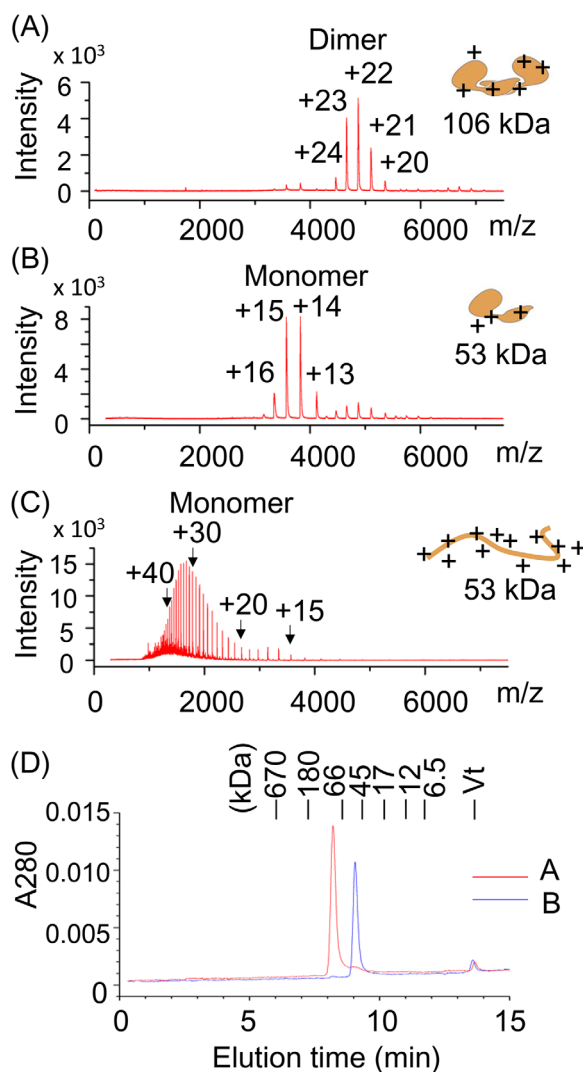 (A)
x 10³
Dimer
Intensity
6
4
2
0
+24
+23
+22
+21
+20
106 kDa
0
2000
4000
6000
m/z
(B)
x 10³
Monomer
Intensity
8
4
0
+16
+15
+14
+13
53 kDa
0
2000
4000
6000
m/z
(C)
x 10³
Monomer
Intensity
15
10
5
0
+40
+30
+20
+15
53 kDa
0
2000
4000
6000
m/z
(D)
(kDa)
670
180
66
45
17
12
6.5
Vt
A280
0.015
0.010
0.005
0
A
B
0
5
10
15
Elution time (min)